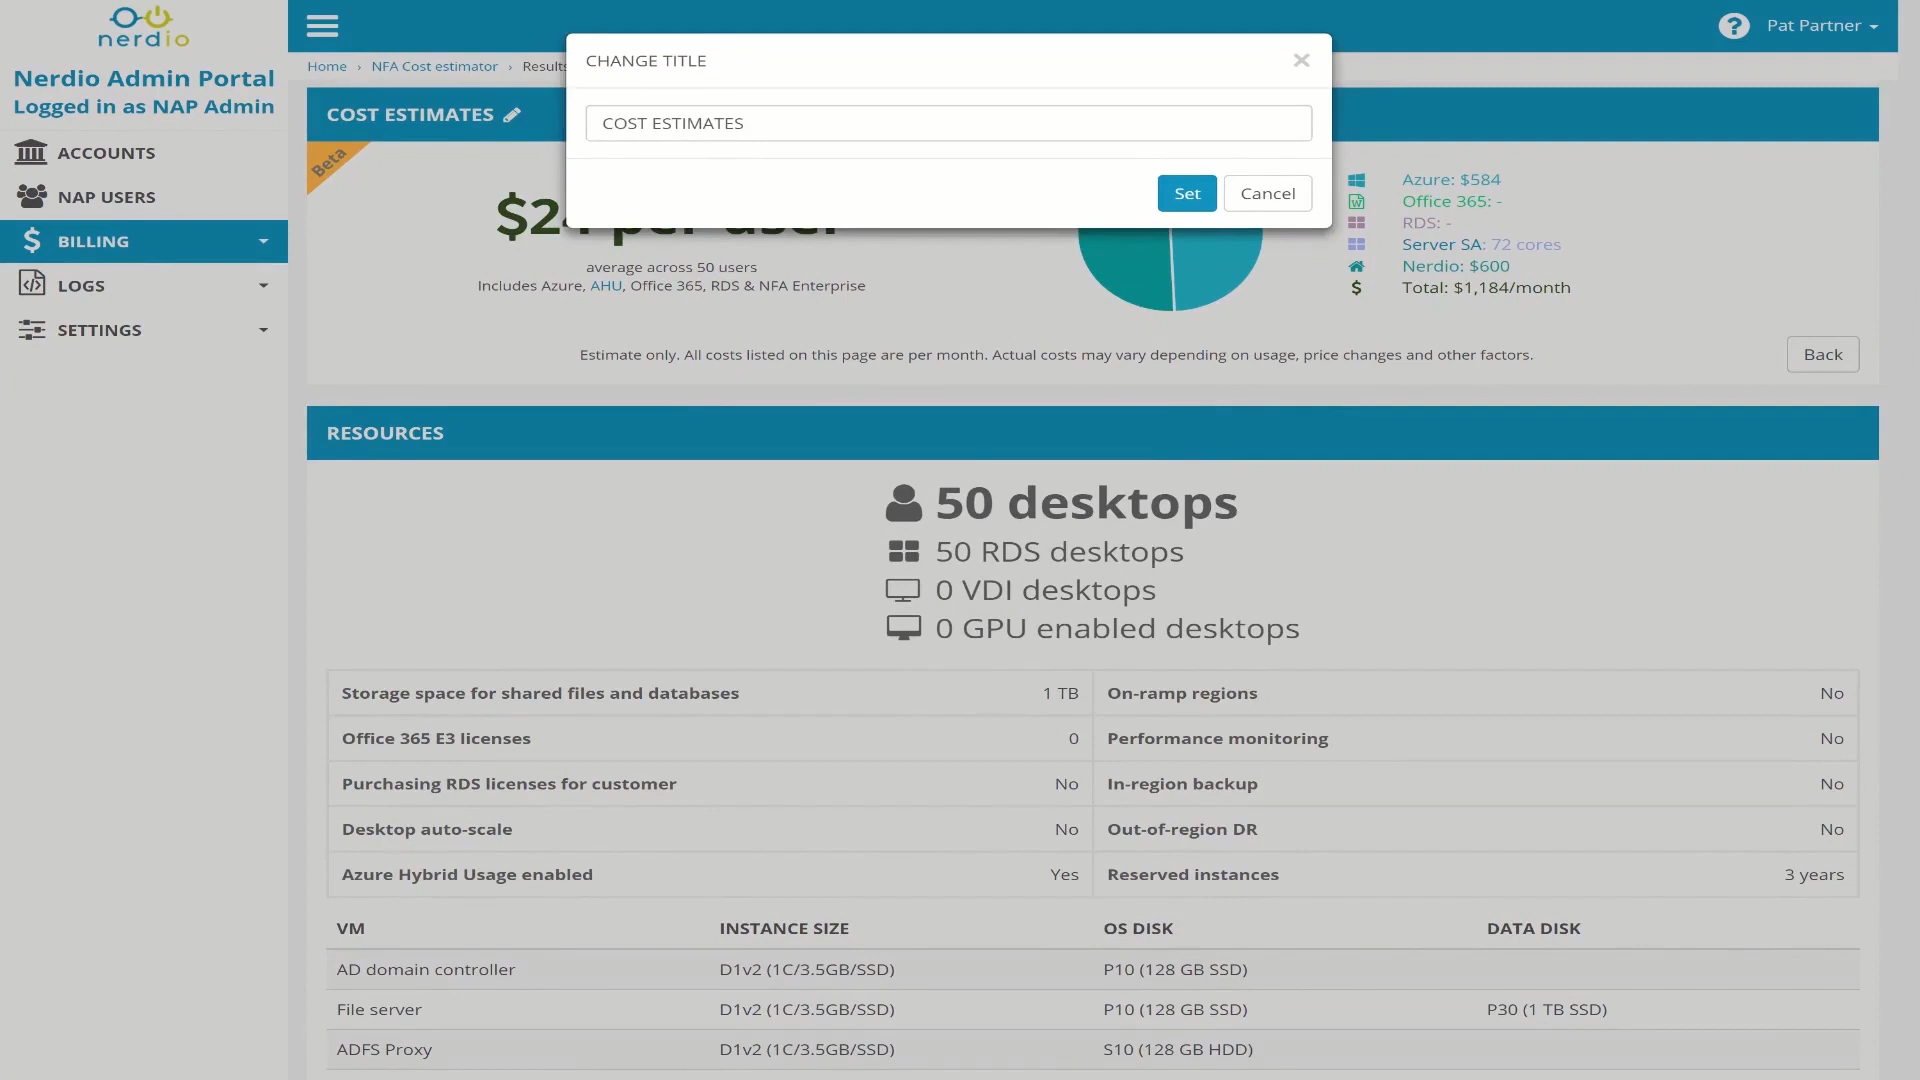 nerdio
Nerdio Admin Portal
Logged in as NAP Admin
ACCOUNTS
NAP USERS
BILLING
LOGS
SETTINGS
? Pat Partner
Home › NFA Cost estimator › Results
CHANGE TITLE ×
COST ESTIMATES
Set Cancel
COST ESTIMATES
Beta
$24 per user
average across 50 users
Includes Azure, AHU, Office 365, RDS & NFA Enterprise
Azure: $584
Office 365: -
RDS: -
Server SA: 72 cores
Nerdio: $600
$ Total: $1,184/month
Estimate only. All costs listed on this page are per month. Actual costs may vary depending on usage, price changes and other factors.
Back
RESOURCES
50 desktops
50 RDS desktops
0 VDI desktops
0 GPU enabled desktops
Storage space for shared files and databases 1 TB On-ramp regions No
Office 365 E3 licenses 0 Performance monitoring No
Purchasing RDS licenses for customer No In-region backup No
Desktop auto-scale No Out-of-region DR No
Azure Hybrid Usage enabled Yes Reserved instances 3 years
VM INSTANCE SIZE OS DISK DATA DISK
AD domain controller D1v2 (1C/3.5GB/SSD) P10 (128 GB SSD)
File server D1v2 (1C/3.5GB/SSD) P10 (128 GB SSD) P30 (1 TB SSD)
ADFS Proxy D1v2 (1C/3.5GB/SSD) S10 (128 GB HDD)